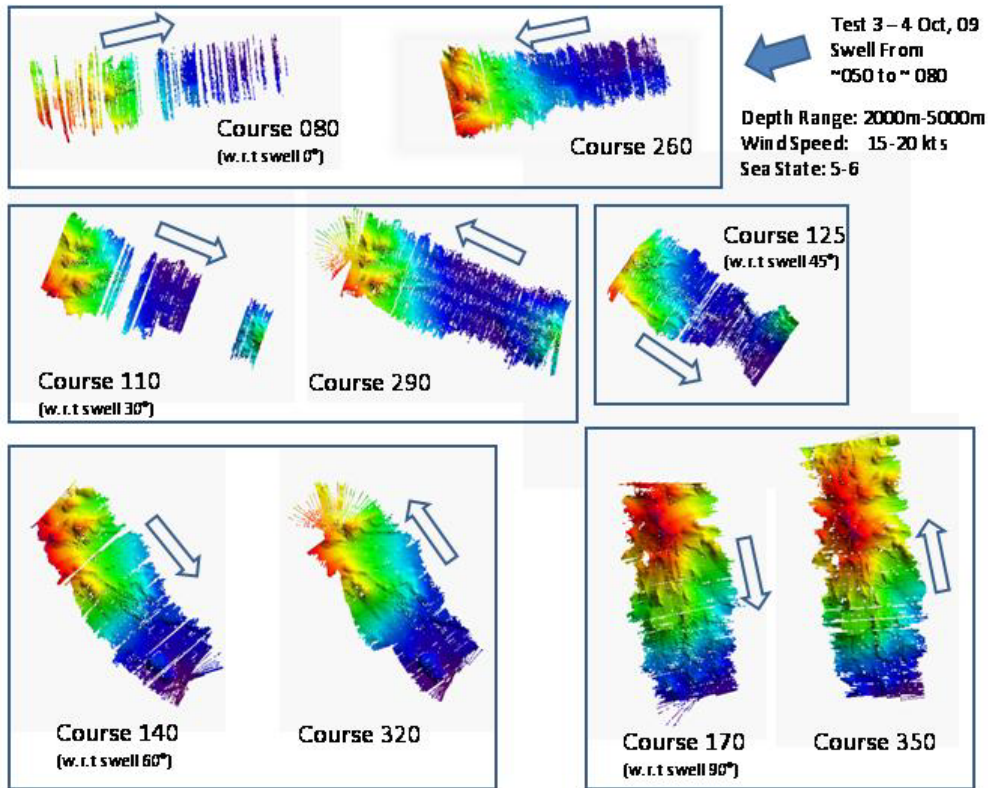 Test 3 – 4 Oct, 09
Swell From
~050 to ~ 080
Depth Range: 2000m-5000m
Wind Speed: 15-20 kts
Sea State: 5-6
Course 080
(w.r.t swell 0°)
Course 260
Course 110
(w.r.t swell 30°)
Course 290
Course 125
(w.r.t swell 45°)
Course 140
(w.r.t swell 60°)
Course 320
Course 170
(w.r.t swell 90°)
Course 350